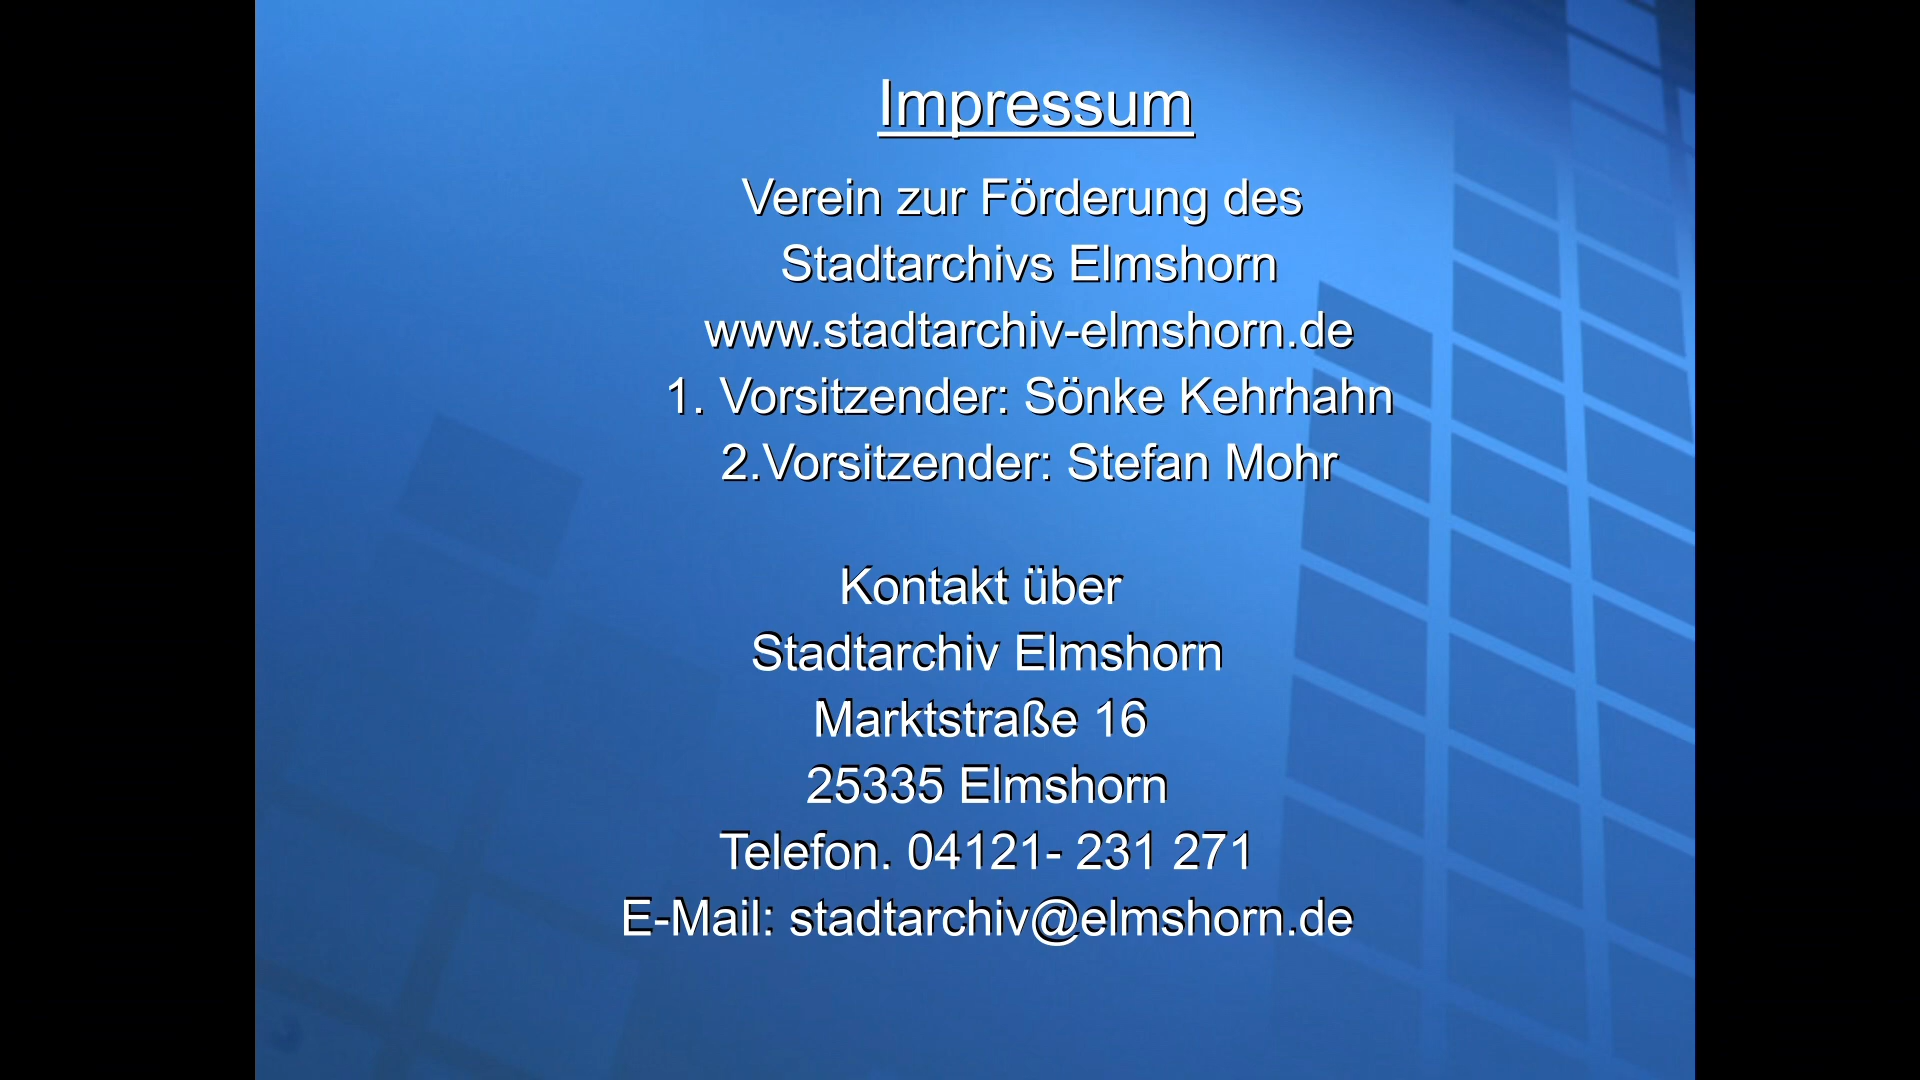 Impressum
Verein zur Förderung des
Stadtarchivs Elmshorn
www.stadtarchiv-elmshorn.de
1. Vorsitzender: Sönke Kehrhahn
2.Vorsitzender: Stefan Mohr
Kontakt über
Stadtarchiv Elmshorn
Marktstraße 16
25335 Elmshorn
Telefon. 04121- 231 271
E-Mail: stadtarchiv@elmshorn.de